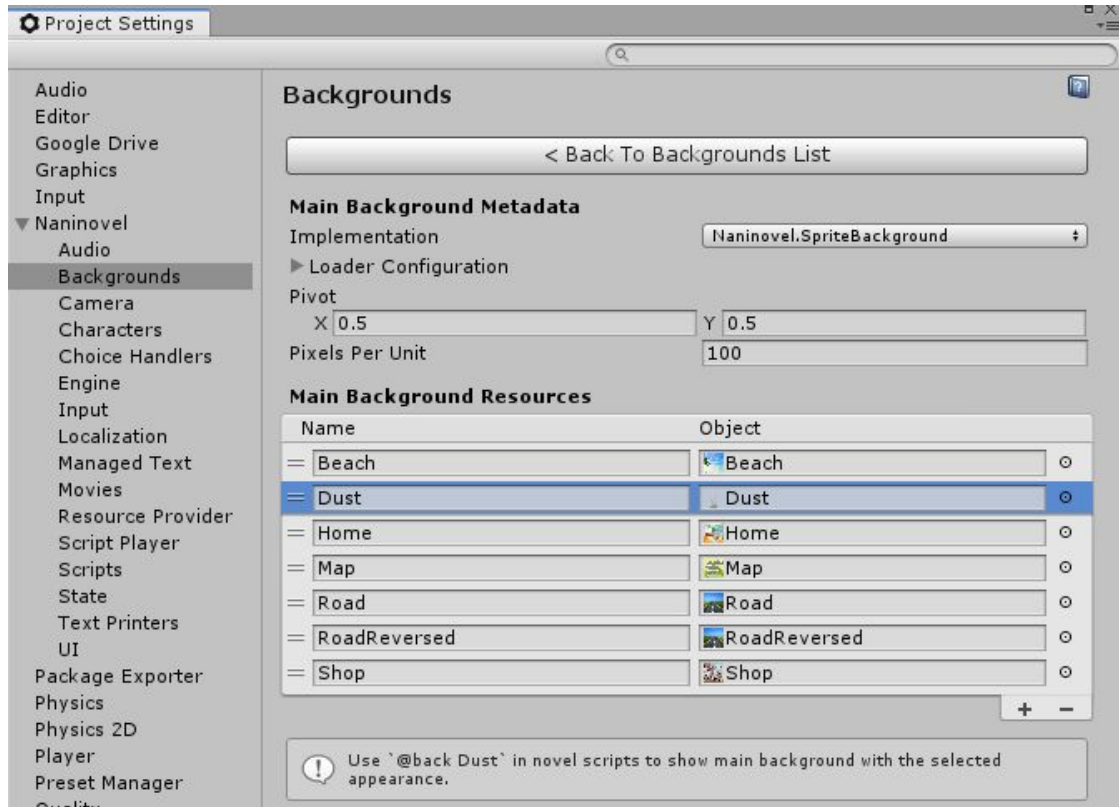 Project Settings
Audio
Editor
Google Drive
Graphics
Input
Naninovel
Audio
Backgrounds
Camera
Characters
Choice Handlers
Engine
Input
Localization
Managed Text
Movies
Resource Provider
Script Player
Scripts
State
Text Printers
UI
Package Exporter
Physics
Physics 2D
Player
Preset Manager
Backgrounds
< Back To Backgrounds List
Main Background Metadata
Implementation Naninovel.SpriteBackground
Loader Configuration
Pivot
X 0.5 Y 0.5
Pixels Per Unit 100
Main Background Resources
Name Object
Beach Beach
Dust Dust
Home Home
Map Map
Road Road
RoadReversed RoadReversed
Shop Shop
+ −
Use `@back Dust` in novel scripts to show main background with the selected
appearance.